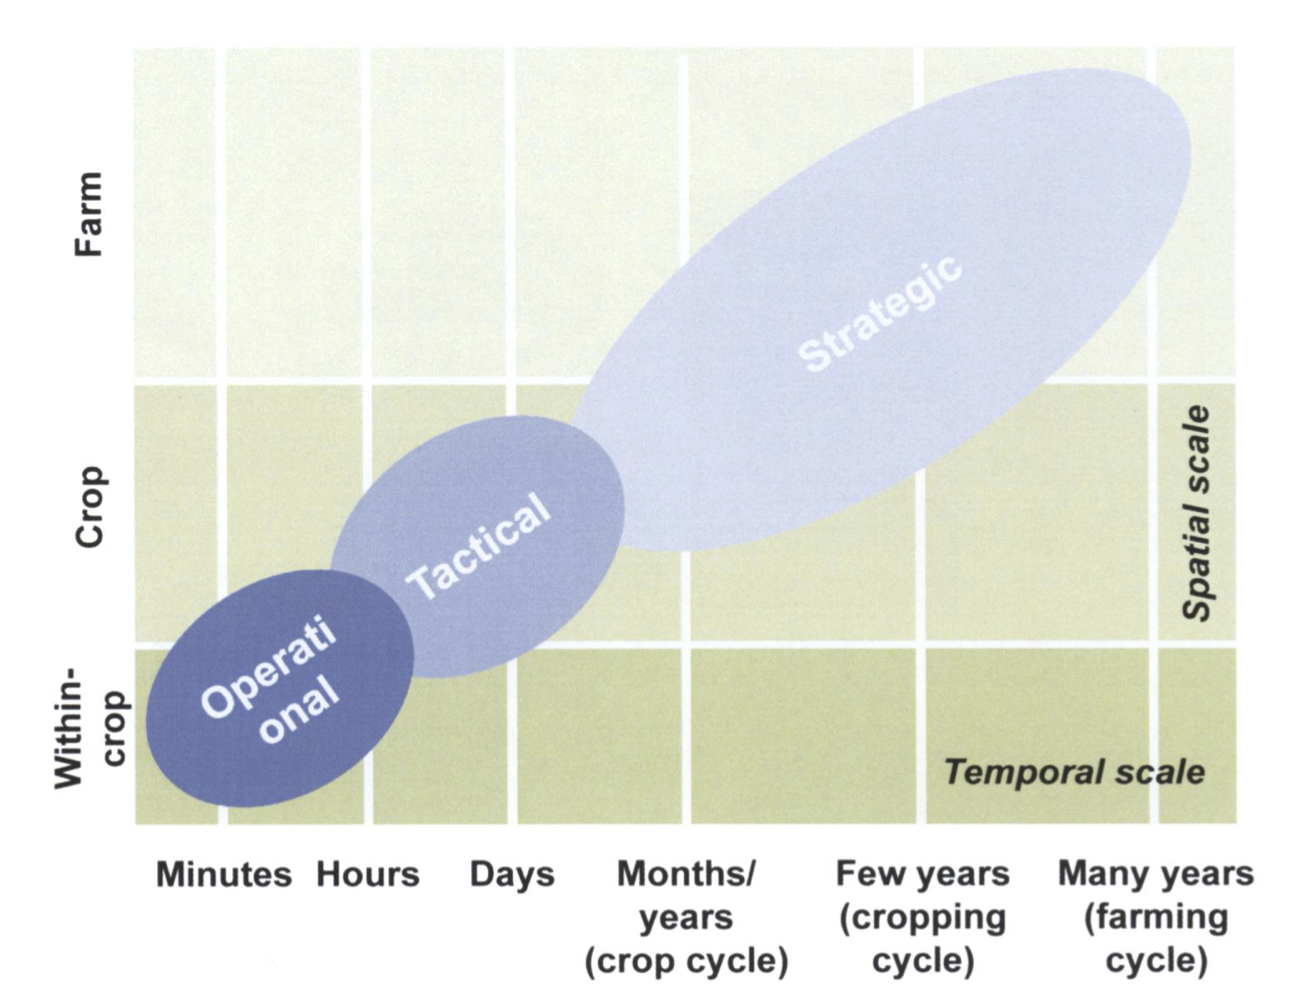 Farm
Crop
Within-
crop
Strategic
Tactical
Operati
onal
Spatial scale
Temporal scale
Minutes
Hours
Days
Months/
years
(crop cycle)
Few years
(cropping
cycle)
Many years
(farming
cycle)